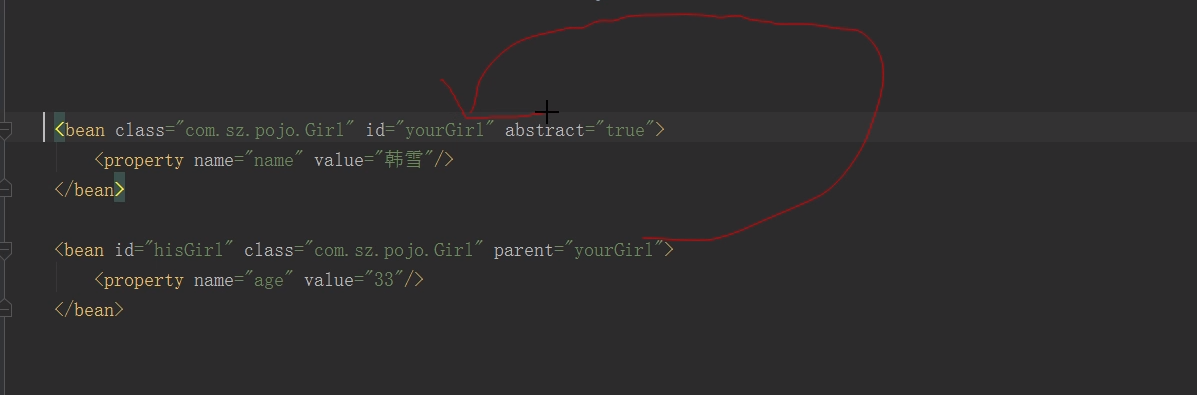 <bean class="com.sz.pojo.Girl" id="yourGirl" abstract="true">
<property name="name" value="韩雪"/>
</bean>
<bean id="hisGirl" class="com.sz.pojo.Girl" parent="yourGirl">
<property name="age" value="33"/>
</bean>